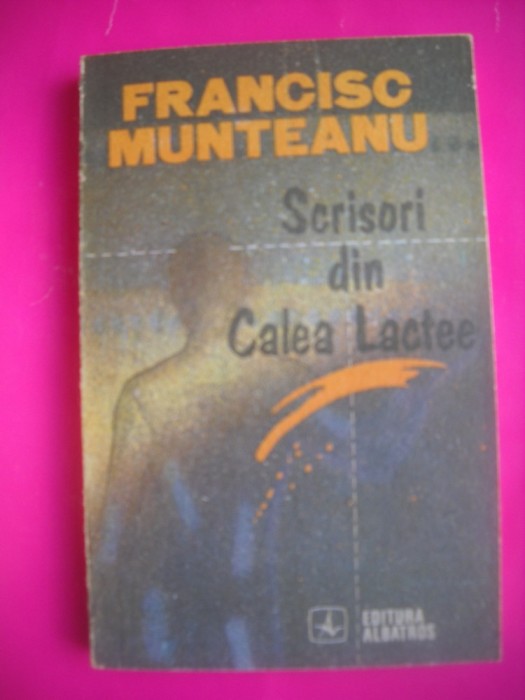 FRANCISC
MUNTEANU...
Scrisori
din
Calea Lactee
EDITURA
ALBATROS